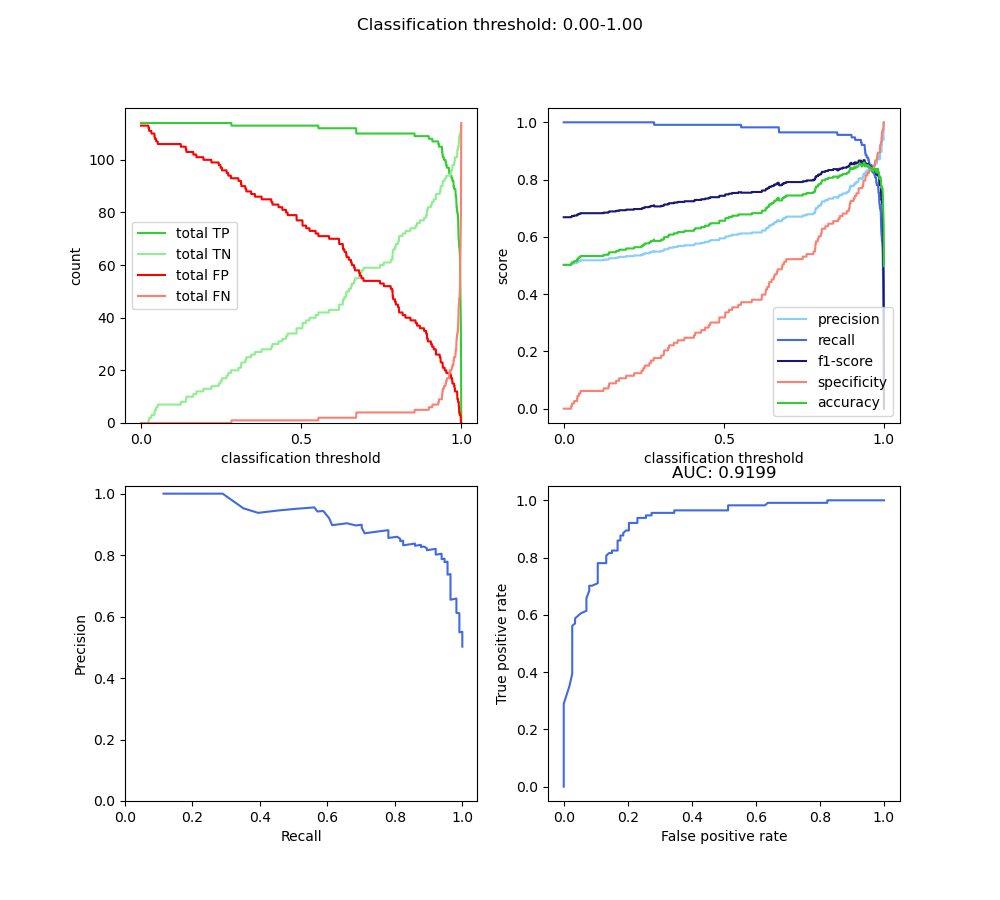 Classification threshold: 0.00-1.00
count
100
80
60
40
20
0
total TP
total TN
total FP
total FN
0.0 0.5 1.0
classification threshold
score
1.0
0.8
0.6
0.4
0.2
0.0
precision
recall
f1-score
specificity
accuracy
0.0 0.5 1.0
classification threshold
Precision
1.0
0.8
0.6
0.4
0.2
0.0
0.0 0.2 0.4 0.6 0.8 1.0
Recall
AUC: 0.9199
True positive rate
1.0
0.8
0.6
0.4
0.2
0.0
0.0 0.2 0.4 0.6 0.8 1.0
False positive rate